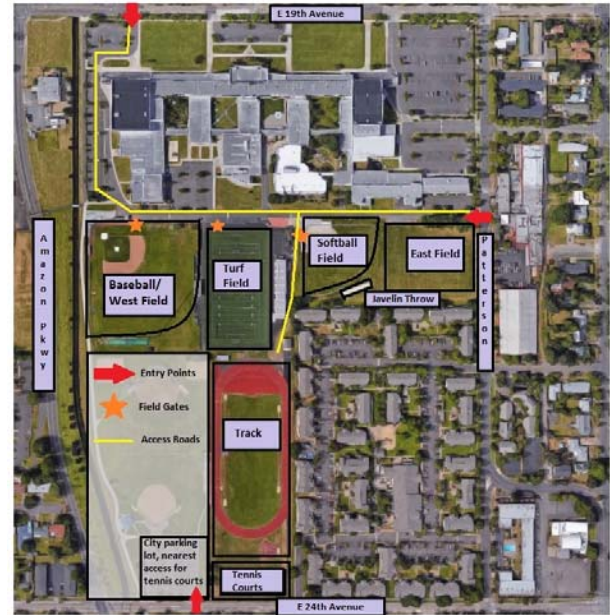 E 19th Avenue
Amazon Pkwy
Baseball/
West Field
Turf
Field
Softball
Field
East Field
Javelin Throw
Patterson
Entry Points
Field Gates
Access Roads
Track
City parking
lot, nearest
access for
tennis courts
Tennis
Courts
E 24th Avenue